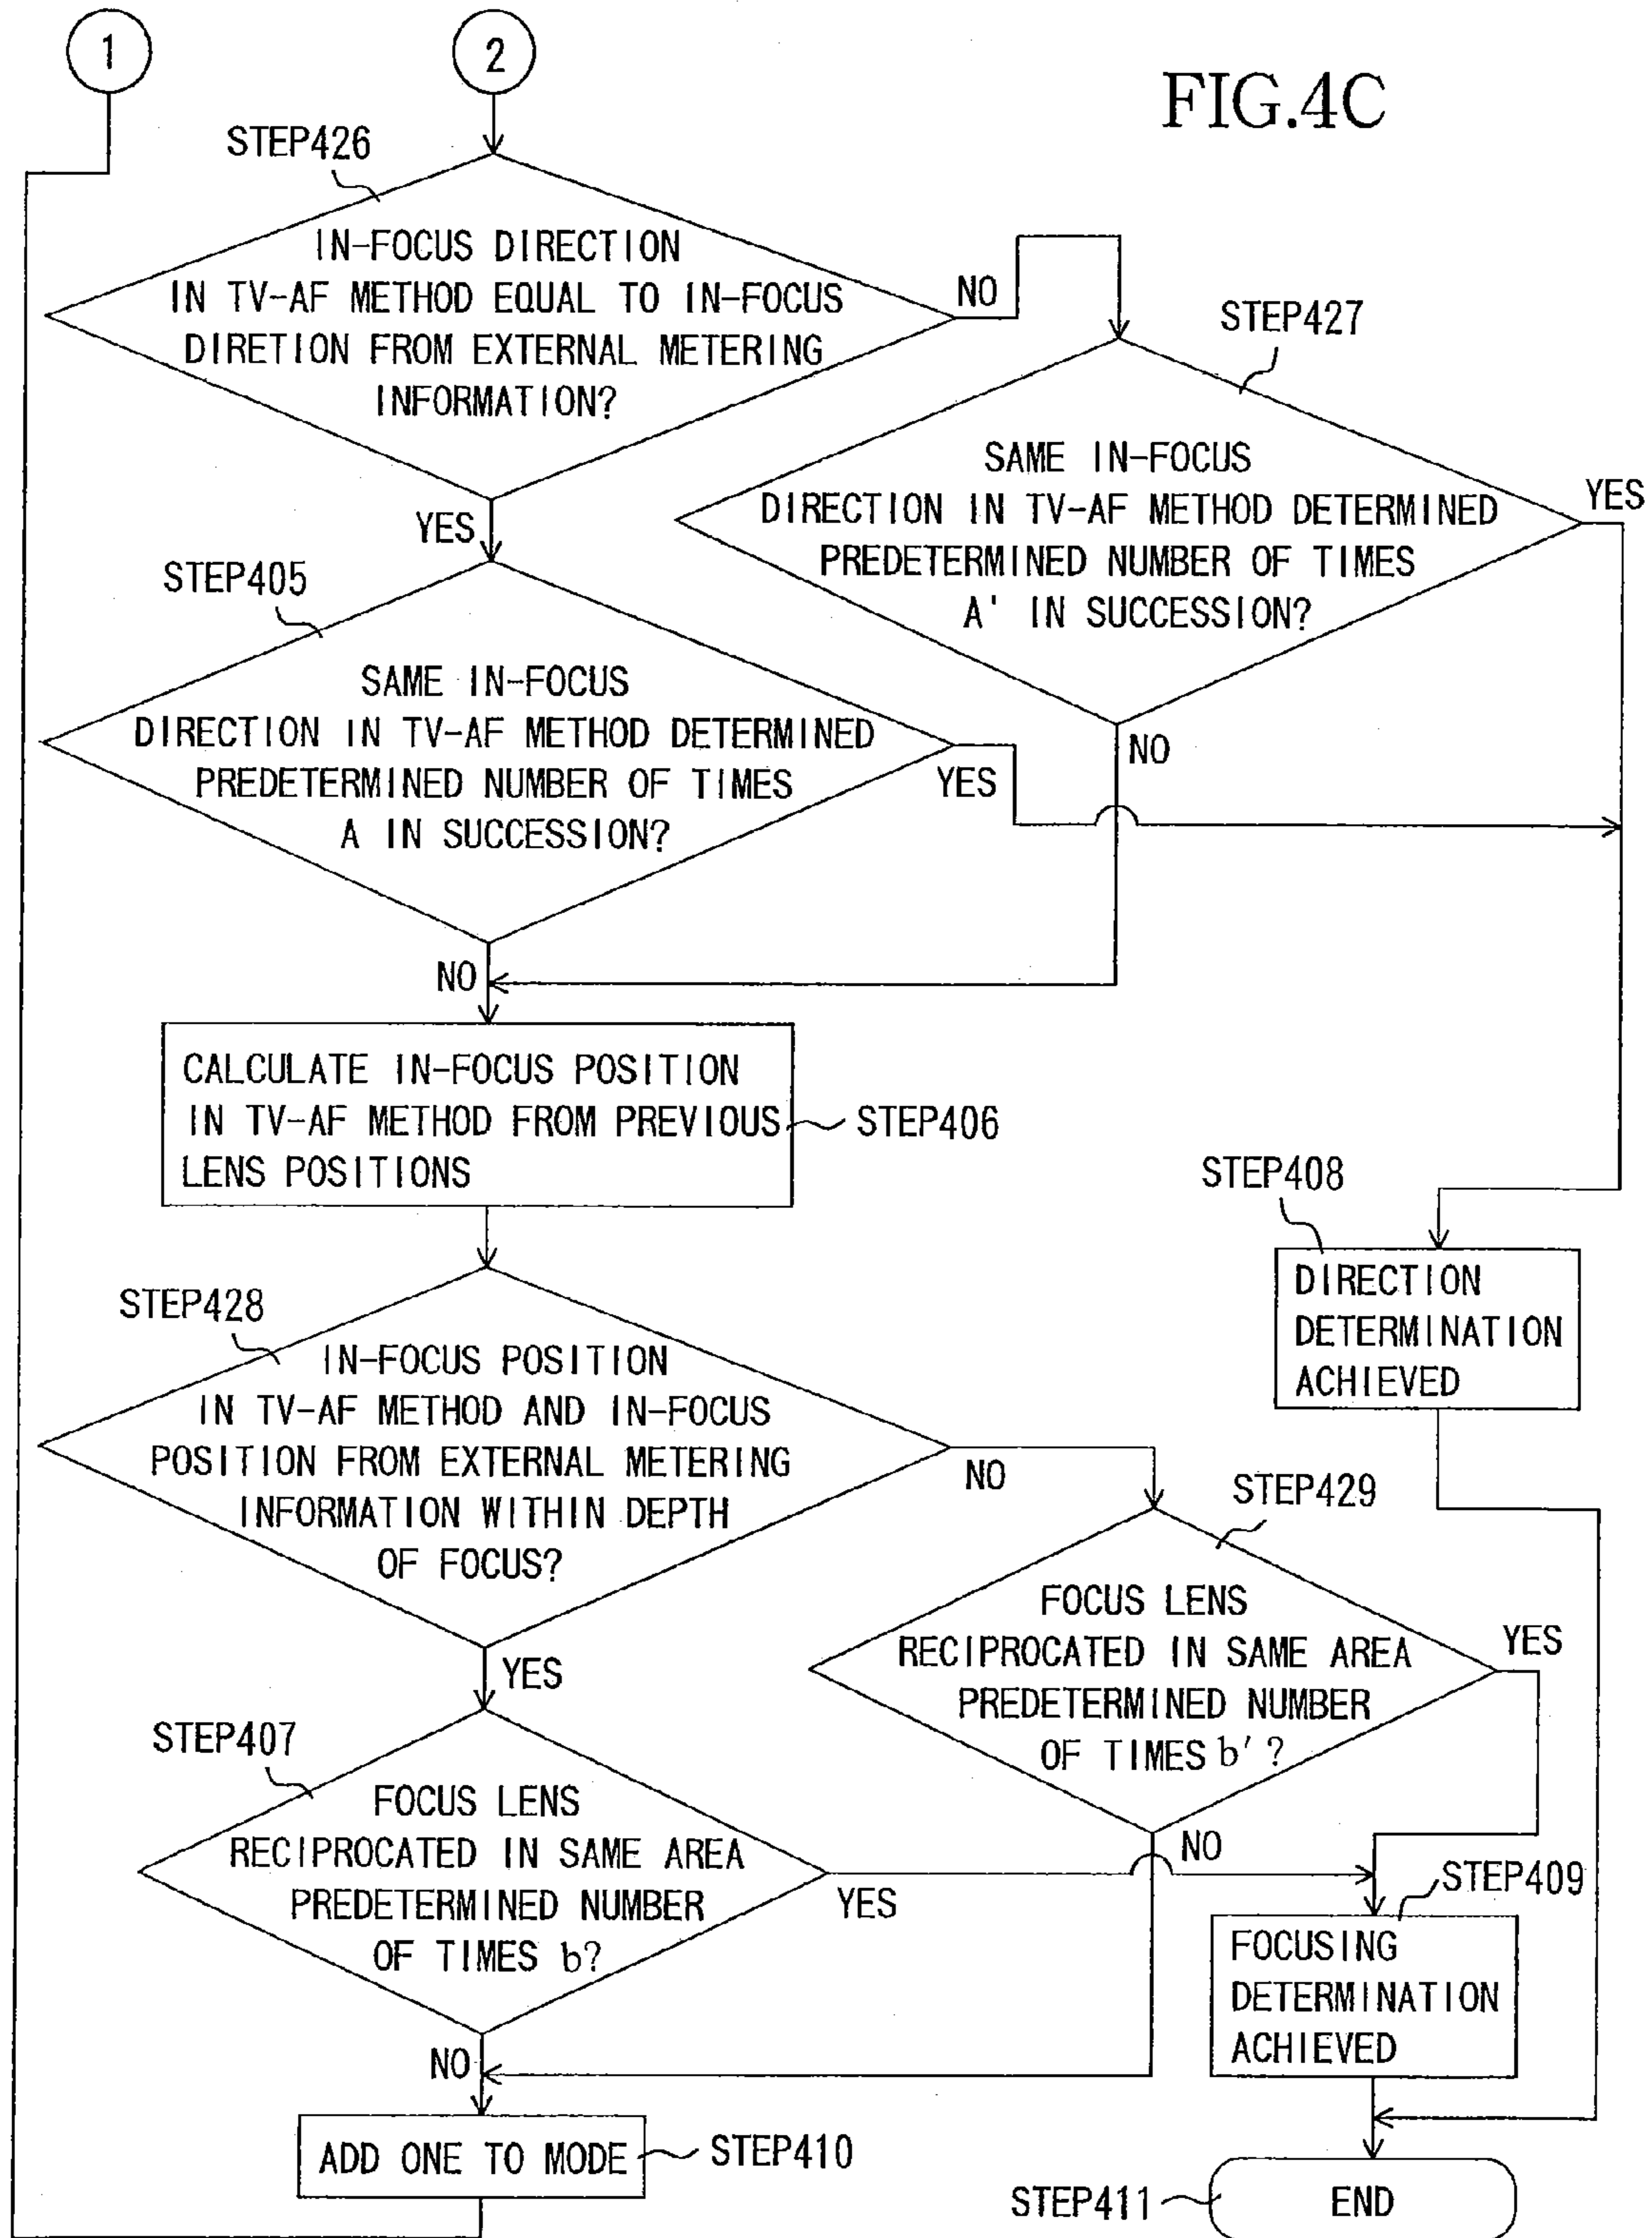 1
2
FIG.4C
STEP426
IN-FOCUS DIRECTION
IN TV-AF METHOD EQUAL TO IN-FOCUS
DIRETION FROM EXTERNAL METERING
INFORMATION?
NO
YES
STEP427
SAME IN-FOCUS
DIRECTION IN TV-AF METHOD DETERMINED
PREDETERMINED NUMBER OF TIMES
A' IN SUCCESSION?
YES
NO
STEP405
SAME IN-FOCUS
DIRECTION IN TV-AF METHOD DETERMINED
PREDETERMINED NUMBER OF TIMES
A IN SUCCESSION?
YES
NO
CALCULATE IN-FOCUS POSITION
IN TV-AF METHOD FROM PREVIOUS
LENS POSITIONS
STEP406
STEP408
DIRECTION
DETERMINATION
ACHIEVED
STEP428
IN-FOCUS POSITION
IN TV-AF METHOD AND IN-FOCUS
POSITION FROM EXTERNAL METERING
INFORMATION WITHIN DEPTH
OF FOCUS?
NO
YES
STEP429
FOCUS LENS
RECIPROCATED IN SAME AREA
PREDETERMINED NUMBER
OF TIMES b'?
YES
NO
STEP407
FOCUS LENS
RECIPROCATED IN SAME AREA
PREDETERMINED NUMBER
OF TIMES b?
YES
NO
STEP409
FOCUSING
DETERMINATION
ACHIEVED
ADD ONE TO MODE
STEP410
STEP411
END